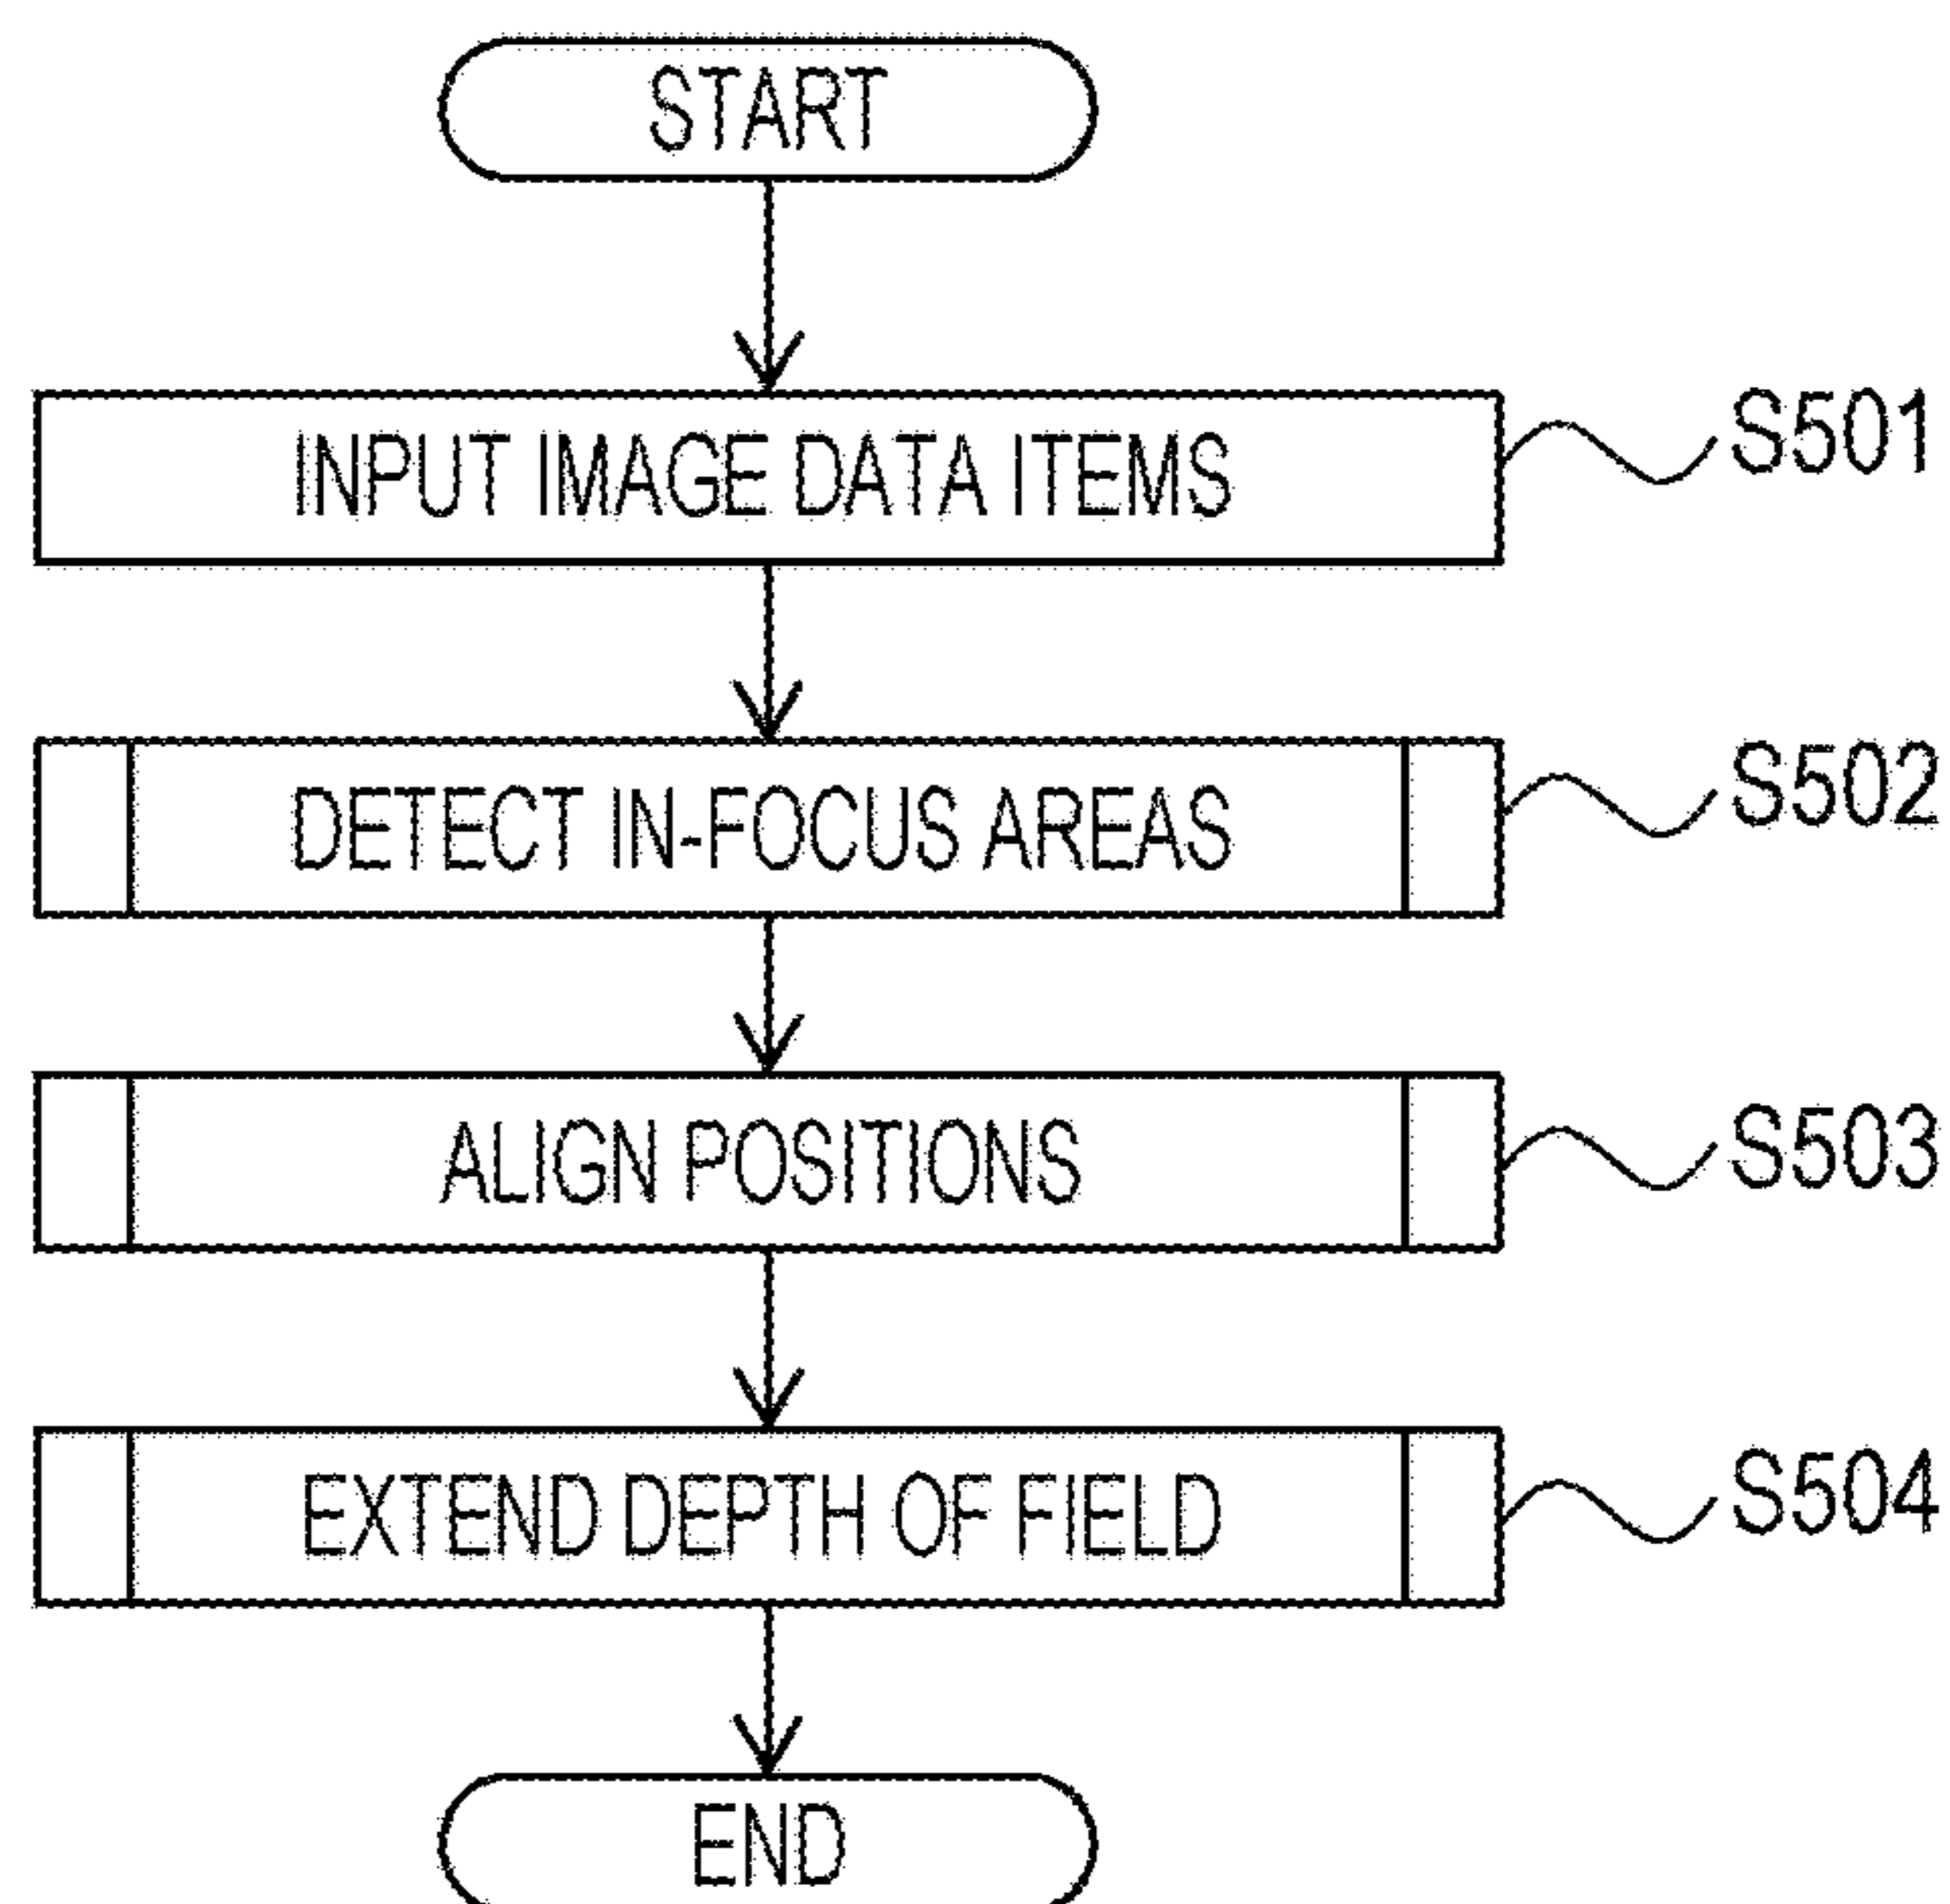 START
INPUT IMAGE DATA ITEMS
S501
DETECT IN-FOCUS AREAS
S502
ALIGN POSITIONS
S503
EXTEND DEPTH OF FIELD
S504
END